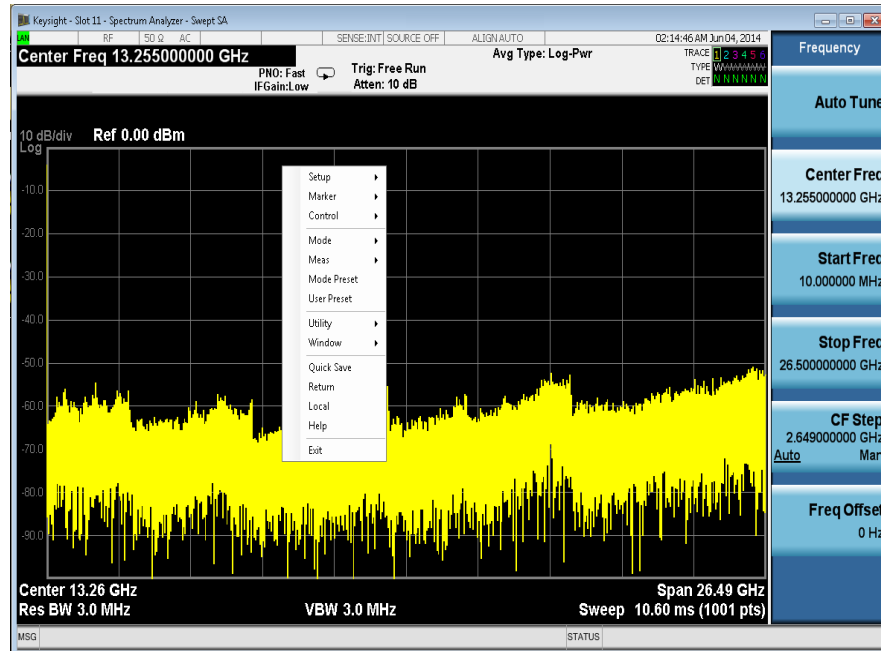 Keysight - Slot 11 - Spectrum Analyzer - Swept SA
LAN RF 50 Ω AC SENSE:INT SOURCE OFF ALIGN AUTO 02:14:46 AM Jun 04, 2014
Center Freq 13.255000000 GHz
PNO: Fast
IFGain:Low
Trig: Free Run
Atten: 10 dB
Avg Type: Log-Pwr
TRACE 1 2 3 4 5 6
TYPE WWWWWW
DET N N N N N N
10 dB/div Ref 0.00 dBm
Log
-10.0
-20.0
-30.0
-40.0
-50.0
-60.0
-70.0
-80.0
-90.0
Setup
Marker
Control
Mode
Meas
Mode Preset
User Preset
Utility
Window
Quick Save
Return
Local
Help
Exit
Center 13.26 GHz Span 26.49 GHz
Res BW 3.0 MHz VBW 3.0 MHz Sweep 10.60 ms (1001 pts)
MSG STATUS
Frequency
Auto Tune
Center Freq
13.255000000 GHz
Start Freq
10.000000 MHz
Stop Freq
26.500000000 GHz
CF Step
2.649000000 GHz
Auto Man
Freq Offset
0 Hz